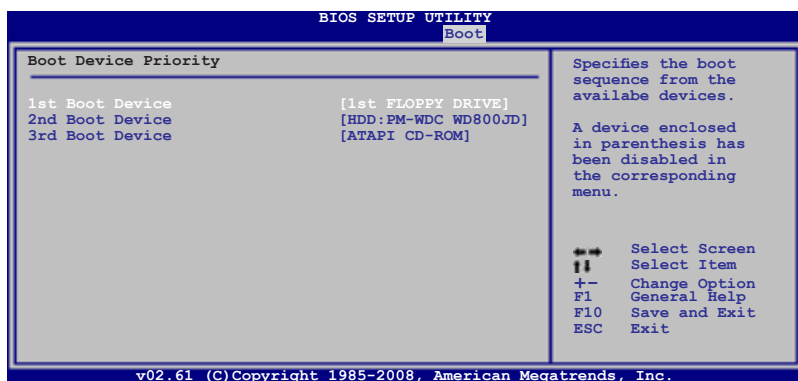 BIOS SETUP UTILITY
Boot
Boot Device Priority
1st Boot Device [1st FLOPPY DRIVE]
2nd Boot Device [HDD:PM-WDC WD800JD]
3rd Boot Device [ATAPI CD-ROM]
Specifies the boot
sequence from the
availabe devices.
A device enclosed
in parenthesis has
been disabled in
the corresponding
menu.
Select Screen
Select Item
+- Change Option
F1 General Help
F10 Save and Exit
ESC Exit
v02.61 (C)Copyright 1985-2008, American Megatrends, Inc.